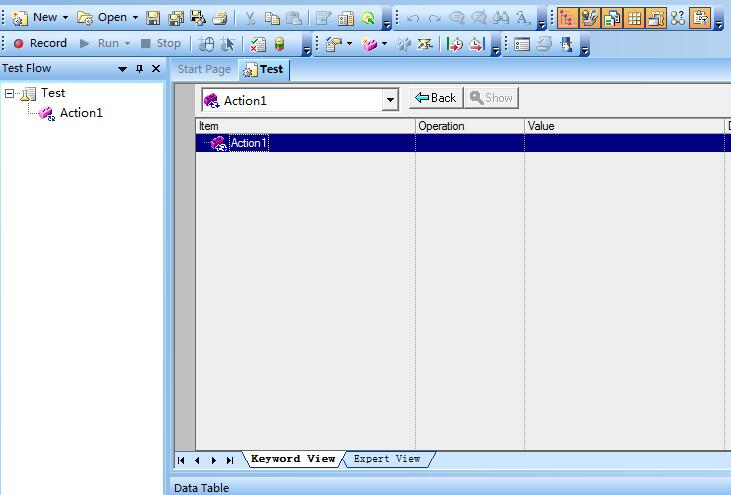 New Open
Record Run Stop
Test Flow
Start Page Test
Test
Action1
Action1 Back Show
Item Operation Value
Action1
Keyword View Expert View
Data Table